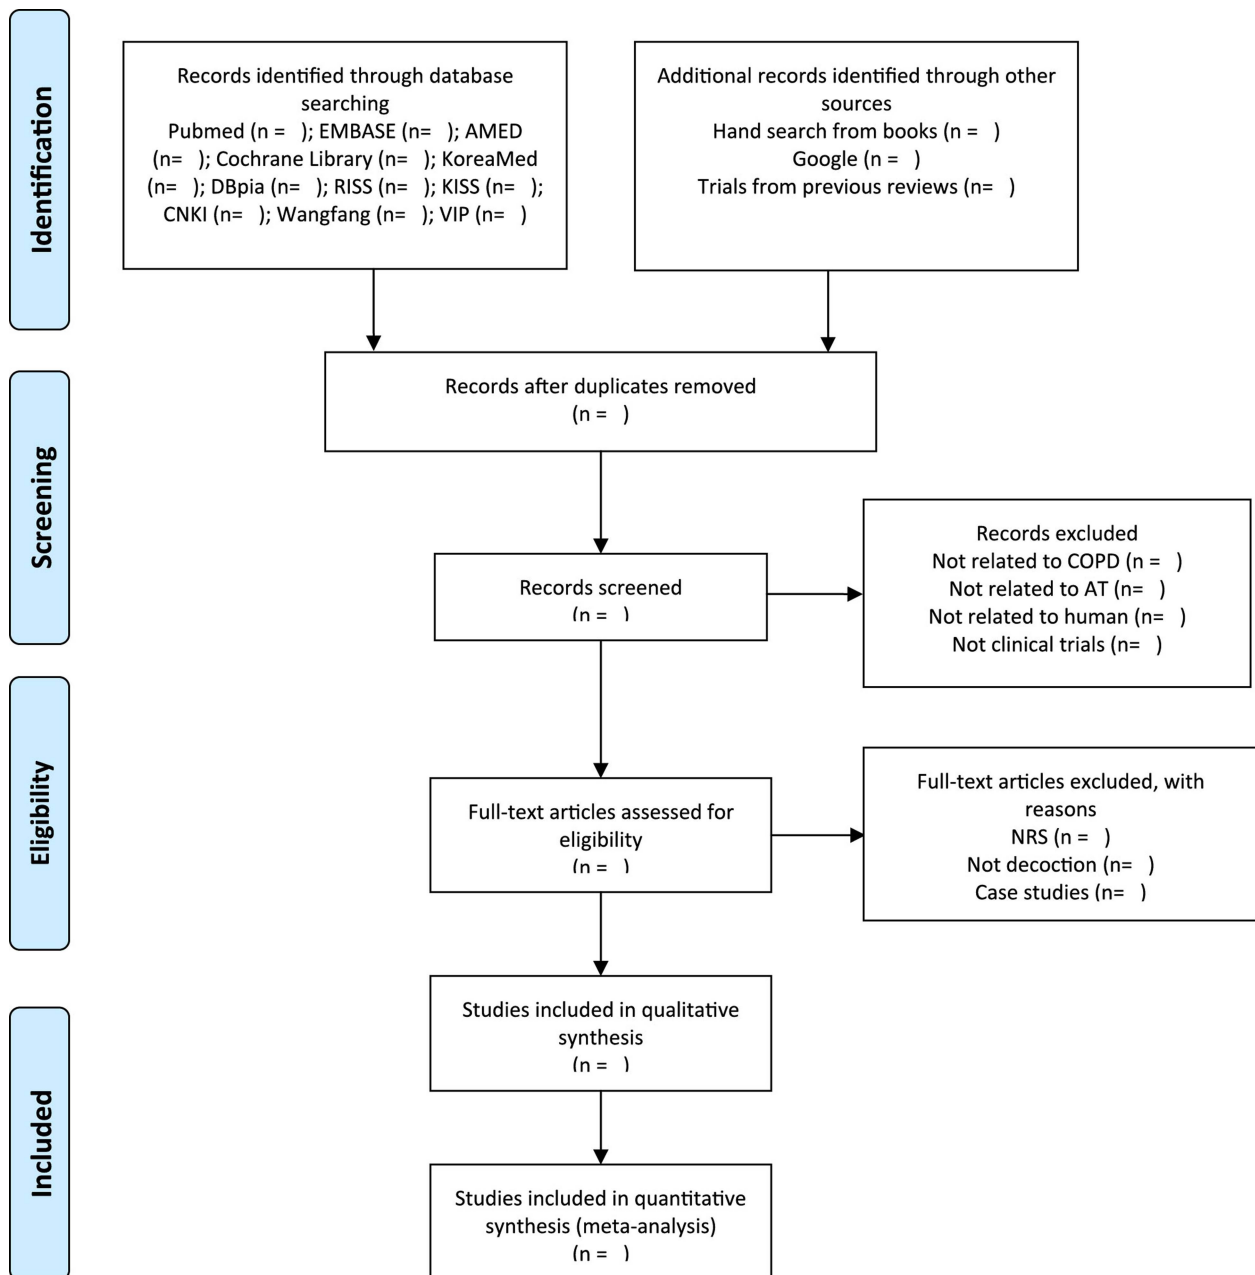 Identification
Records identified through database
searching
Pubmed (n =   ); EMBASE (n=   ); AMED
(n=   ); Cochrane Library (n=   ); KoreaMed
(n=   ); DBpia (n=   ); RISS (n=   ); KISS (n=   );
CNKI (n=   ); Wangfang (n=   ); VIP (n=   )
Additional records identified through other
sources
Hand search from books (n =   )
Google (n =   )
Trials from previous reviews (n=   )
Screening
Records after duplicates removed
(n =   )
Records screened
(n =   )
Records excluded
Not related to COPD (n =   )
Not related to AT (n=   )
Not related to human (n=   )
Not clinical trials (n=   )
Eligibility
Full-text articles assessed for
eligibility
(n =   )
Full-text articles excluded, with
reasons
NRS (n =   )
Not decoction (n=   )
Case studies (n=   )
Included
Studies included in qualitative
synthesis
(n =   )
Studies included in quantitative
synthesis (meta-analysis)
(n =   )